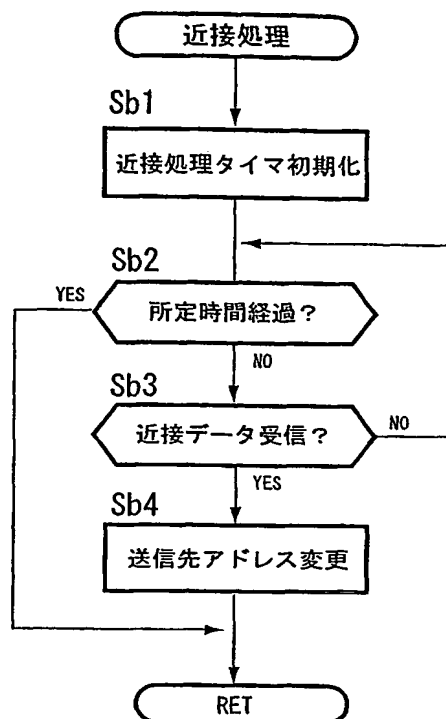 近接処理
Sb1
近接処理タイマ初期化
Sb2
YES
所定時間経過?
NO
Sb3
近接データ受信?
NO
YES
Sb4
送信先アドレス変更
RET